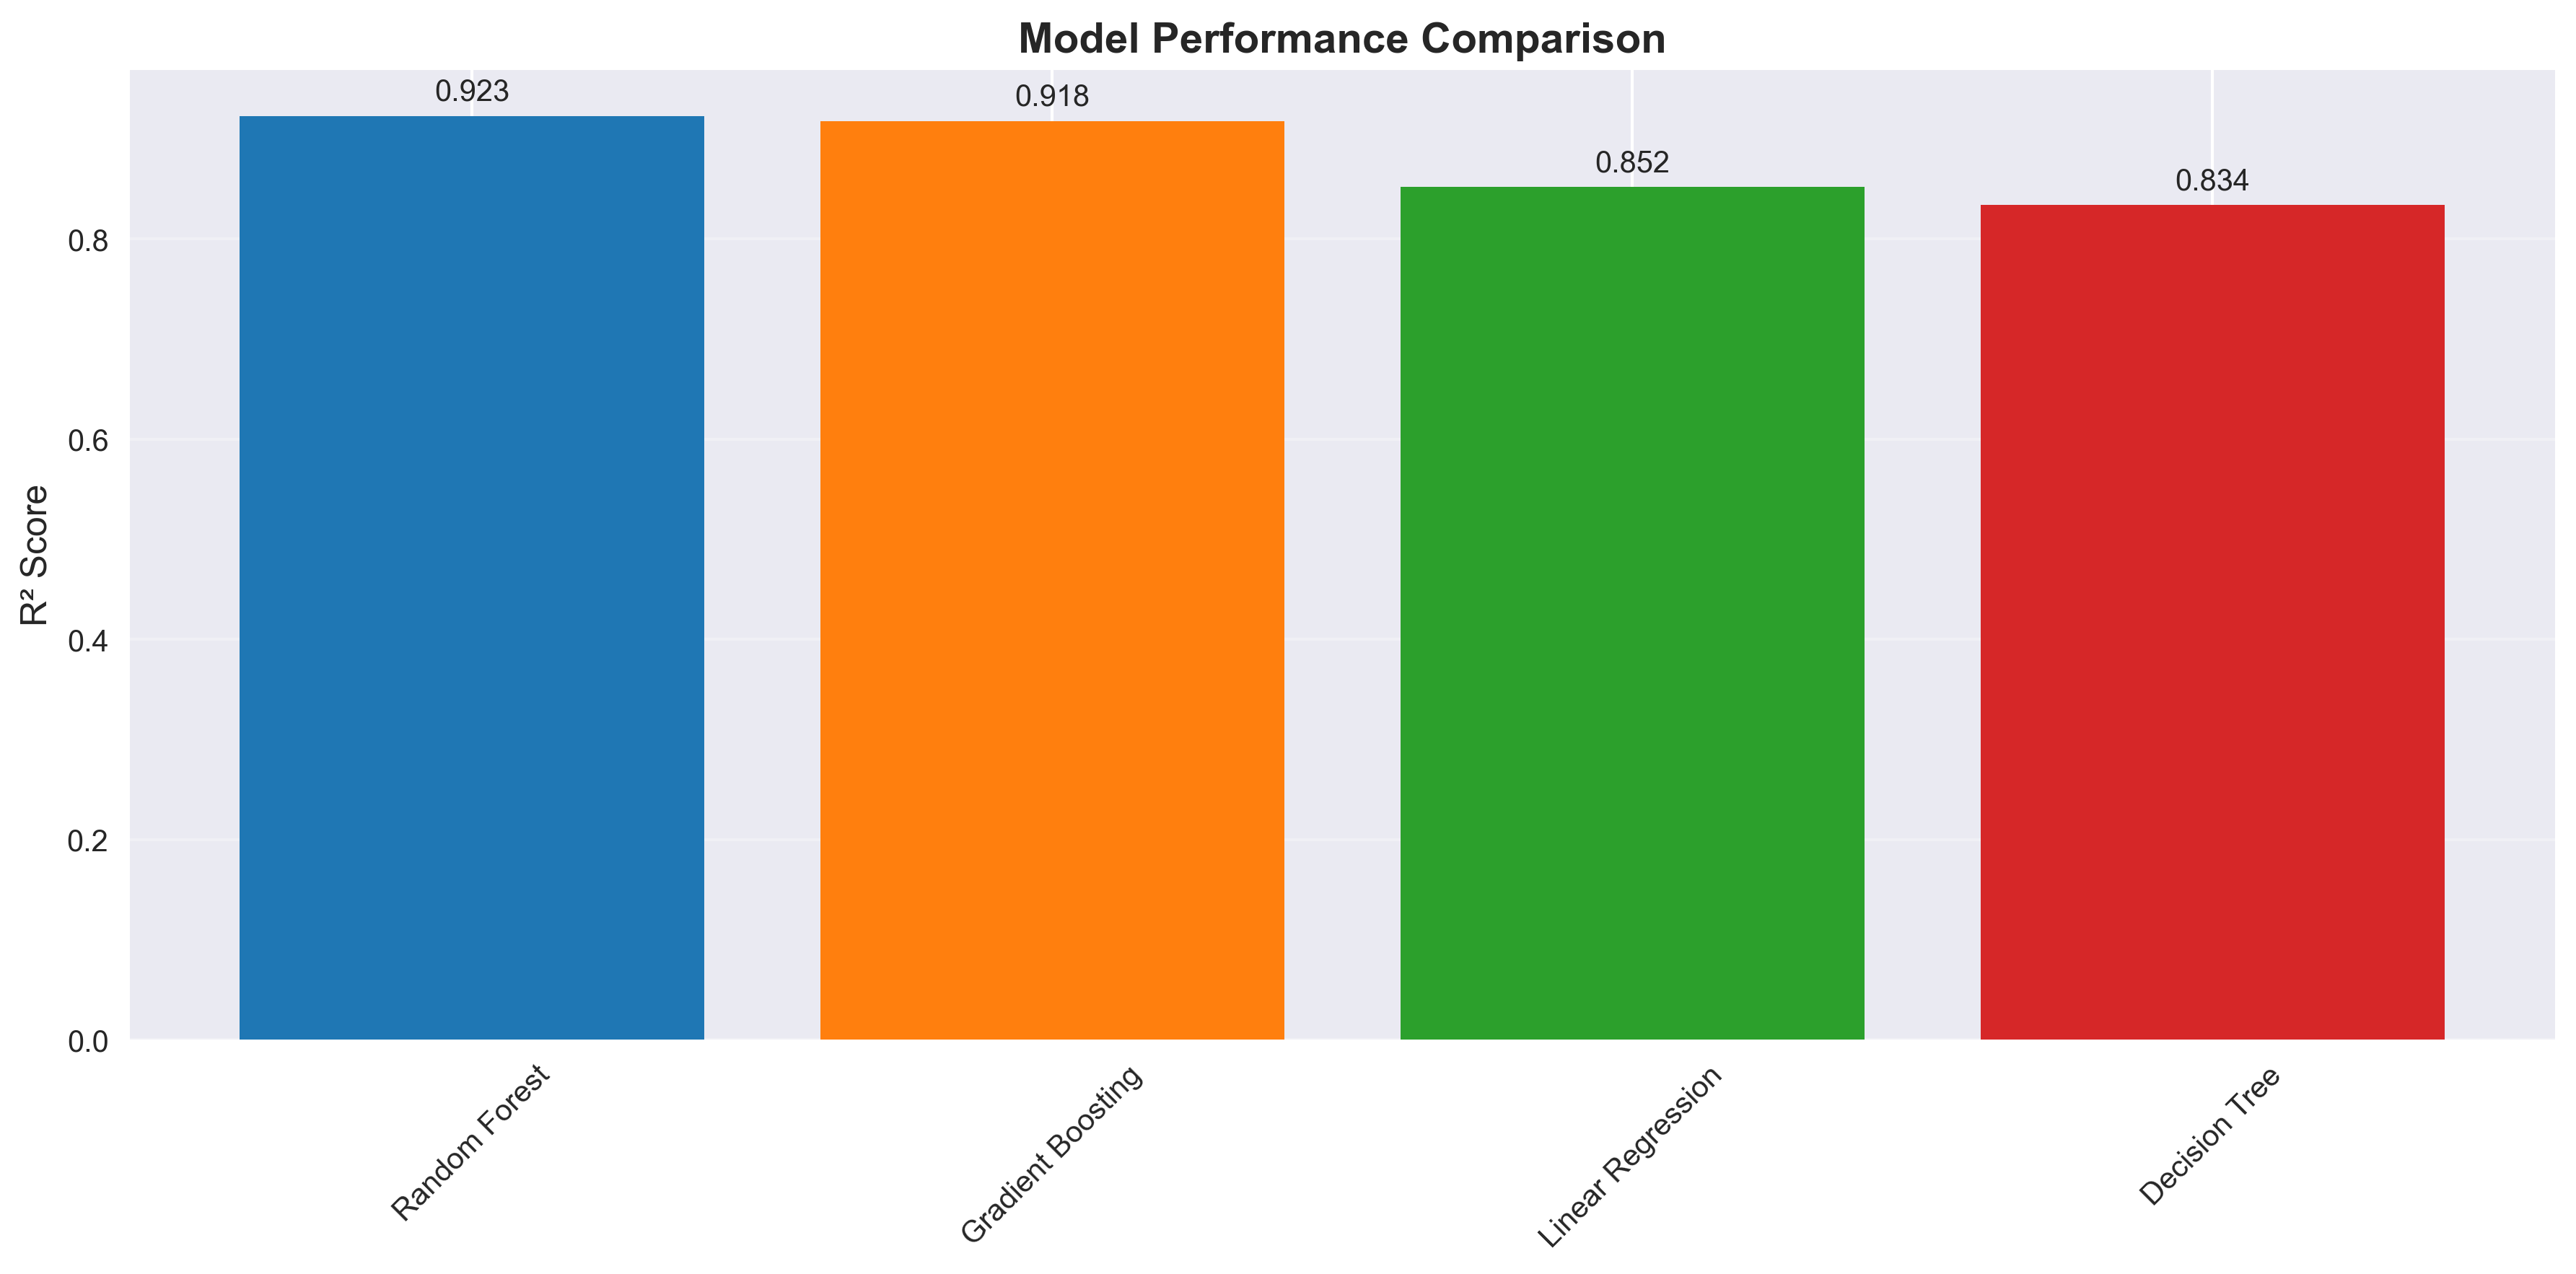 Model Performance Comparison
0.923
0.918
0.852
0.834
0.8
0.6
0.4
0.2
0.0
R² Score
Random Forest
Gradient Boosting
Linear Regression
Decision Tree